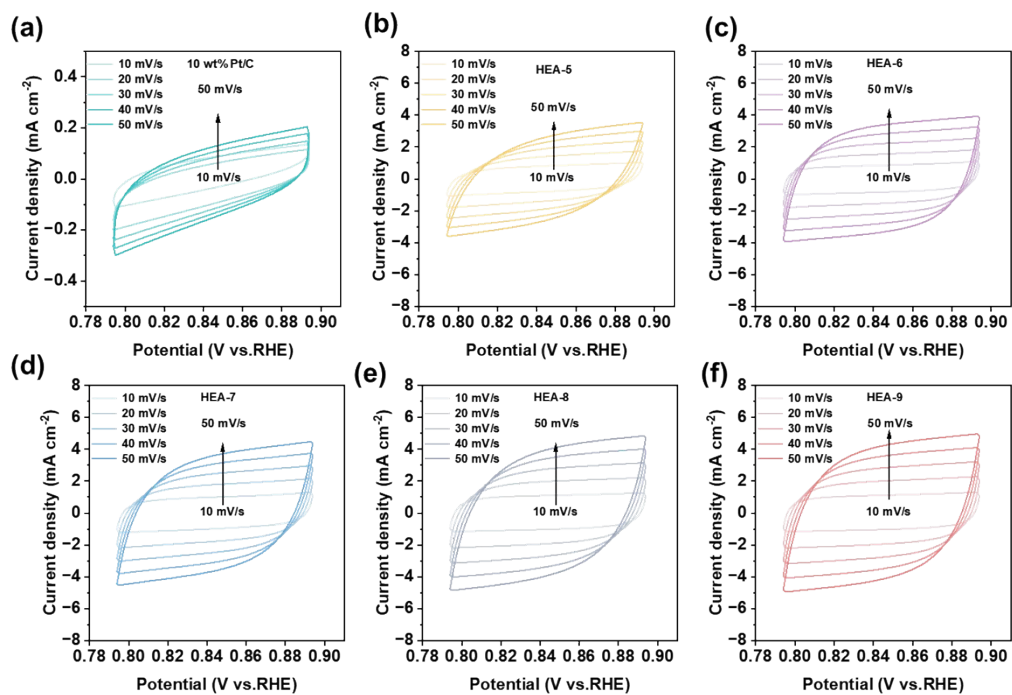 (a)
10 mV/s
20 mV/s
30 mV/s
40 mV/s
50 mV/s
10 wt% Pt/C
50 mV/s
10 mV/s
0.4
0.2
0.0
−0.2
−0.4
Current density (mA cm-2)
0.78 0.80 0.82 0.84 0.86 0.88 0.90
Potential (V vs.RHE)
(b)
10 mV/s
20 mV/s
30 mV/s
40 mV/s
50 mV/s
HEA-5
50 mV/s
10 mV/s
8
6
4
2
0
−2
−4
−6
−8
Current density (mA cm-2)
0.78 0.80 0.82 0.84 0.86 0.88 0.90
Potential (V vs.RHE)
(c)
10 mV/s
20 mV/s
30 mV/s
40 mV/s
50 mV/s
HEA-6
50 mV/s
10 mV/s
8
6
4
2
0
−2
−4
−6
−8
Current density (mA cm-2)
0.78 0.80 0.82 0.84 0.86 0.88 0.90
Potential (V vs.RHE)
(d)
10 mV/s
20 mV/s
30 mV/s
40 mV/s
50 mV/s
HEA-7
50 mV/s
10 mV/s
8
6
4
2
0
−2
−4
−6
−8
Current density (mA cm-2)
0.78 0.80 0.82 0.84 0.86 0.88 0.90
Potential (V vs.RHE)
(e)
10 mV/s
20 mV/s
30 mV/s
40 mV/s
50 mV/s
HEA-8
50 mV/s
10 mV/s
8
6
4
2
0
−2
−4
−6
−8
Current density (mA cm-2)
0.78 0.80 0.82 0.84 0.86 0.88 0.90
Potential (V vs.RHE)
(f)
10 mV/s
20 mV/s
30 mV/s
40 mV/s
50 mV/s
HEA-9
50 mV/s
10 mV/s
8
6
4
2
0
−2
−4
−6
−8
Current density (mA cm-2)
0.78 0.80 0.82 0.84 0.86 0.88 0.90
Potential (V vs.RHE)